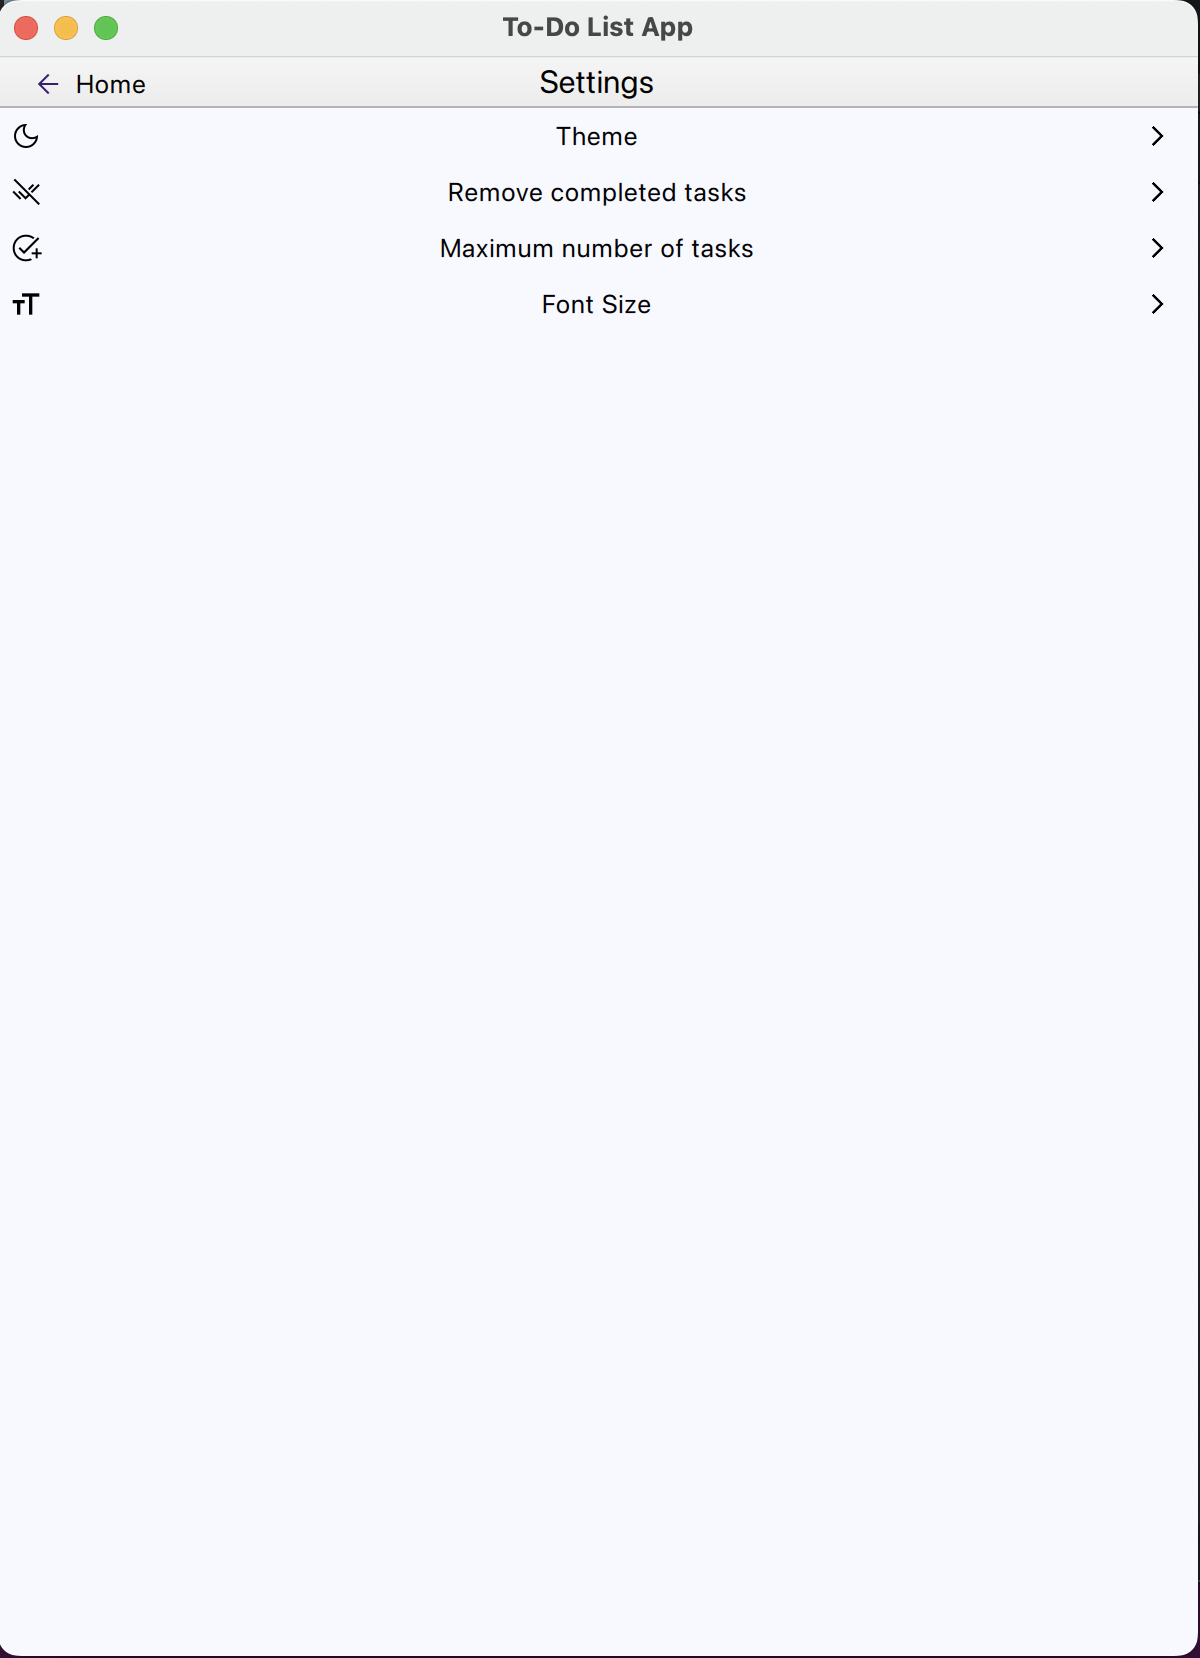 To-Do List App
Home
Settings
Theme
Remove completed tasks
Maximum number of tasks
Font Size